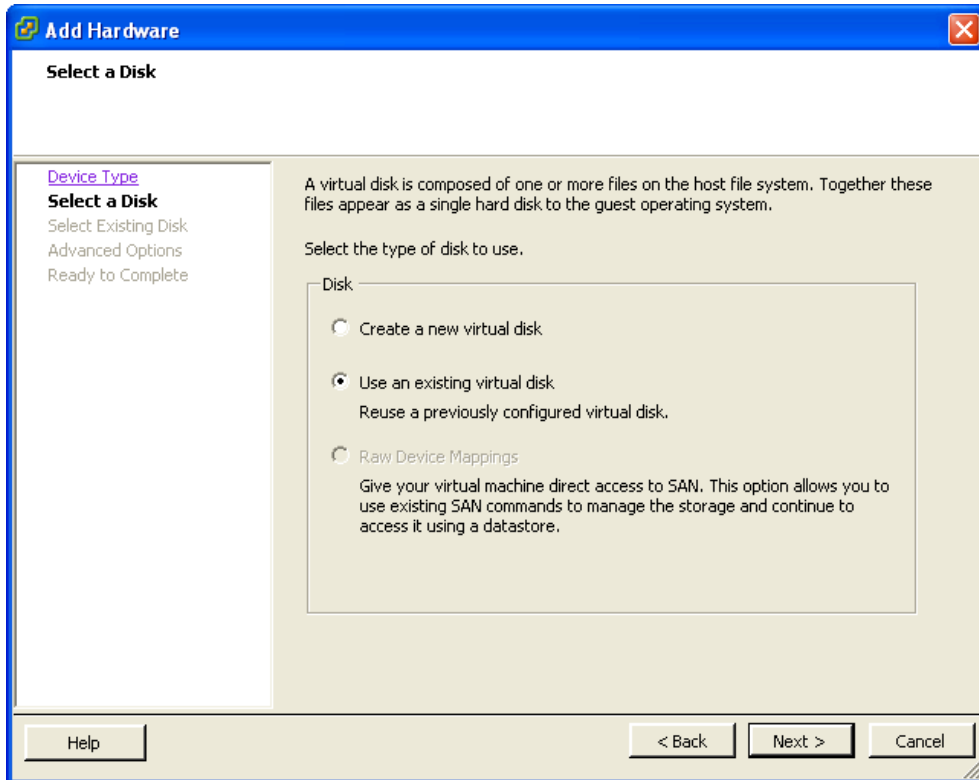 Add Hardware
Select a Disk
Device Type
Select a Disk
Select Existing Disk
Advanced Options
Ready to Complete
A virtual disk is composed of one or more files on the host file system. Together these
files appear as a single hard disk to the guest operating system.
Select the type of disk to use.
Disk
Create a new virtual disk
Use an existing virtual disk
Reuse a previously configured virtual disk.
Raw Device Mappings
Give your virtual machine direct access to SAN. This option allows you to
use existing SAN commands to manage the storage and continue to
access it using a datastore.
Help
< Back
Next >
Cancel